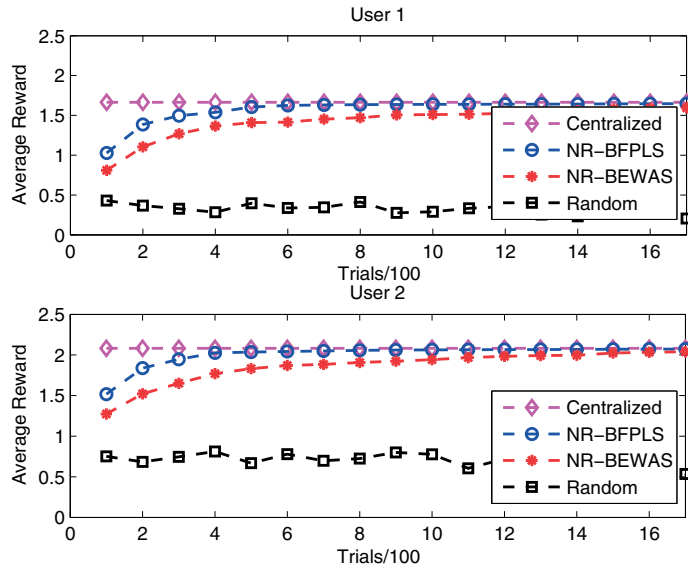 User 1
2.5
2
1.5
1
0.5
0
Average Reward
0 2 4 6 8 10 12 14 16
Trials/100
Centralized
NR−BFPLS
NR−BEWAS
Random
User 2
2.5
2
1.5
1
0.5
0
Average Reward
0 2 4 6 8 10 12 14 16
Trials/100
Centralized
NR−BFPLS
NR−BEWAS
Random